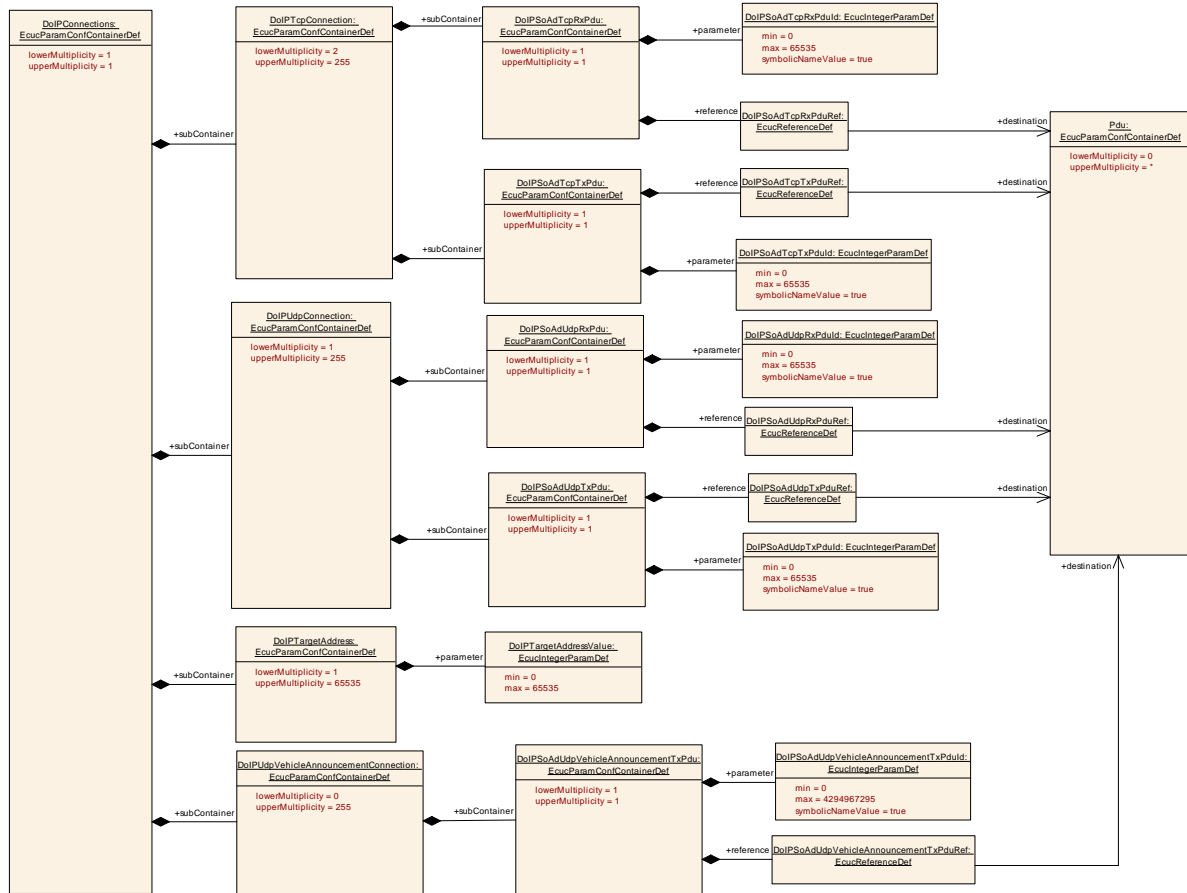 DoIPConnections:
EcucParamConfContainerDef
lowerMultiplicity = 1
upperMultiplicity = 1
DoIPTcpConnection:
EcucParamConfContainerDef
lowerMultiplicity = 2
upperMultiplicity = 255
+subContainer
+subContainer
DoIPSoAdTcpRxPdu:
EcucParamConfContainerDef
lowerMultiplicity = 1
upperMultiplicity = 1
+parameter
DoIPSoAdTcpRxPduId: EcucIntegerParamDef
min = 0
max = 65535
symbolicNameValue = true
+reference
DoIPSoAdTcpRxPduRef:
EcucReferenceDef
+destination
Pdu:
EcucParamConfContainerDef
lowerMultiplicity = 0
upperMultiplicity = *
+subContainer
DoIPSoAdTcpTxPdu:
EcucParamConfContainerDef
lowerMultiplicity = 1
upperMultiplicity = 1
+reference
DoIPSoAdTcpTxPduRef:
EcucReferenceDef
+destination
+parameter
DoIPSoAdTcpTxPduId: EcucIntegerParamDef
min = 0
max = 65535
symbolicNameValue = true
+subContainer
DoIPUdpConnection:
EcucParamConfContainerDef
lowerMultiplicity = 1
upperMultiplicity = 255
+subContainer
DoIPSoAdUdpRxPdu:
EcucParamConfContainerDef
lowerMultiplicity = 1
upperMultiplicity = 1
+parameter
DoIPSoAdUdpRxPduId: EcucIntegerParamDef
min = 0
max = 65535
symbolicNameValue = true
+reference
DoIPSoAdUdpRxPduRef:
EcucReferenceDef
+destination
+subContainer
DoIPSoAdUdpTxPdu:
EcucParamConfContainerDef
lowerMultiplicity = 1
upperMultiplicity = 1
+reference
DoIPSoAdUdpTxPduRef:
EcucReferenceDef
+destination
+parameter
DoIPSoAdUdpTxPduId: EcucIntegerParamDef
min = 0
max = 65535
symbolicNameValue = true
+destination
+subContainer
DoIPTargetAddress:
EcucParamConfContainerDef
lowerMultiplicity = 1
upperMultiplicity = 65535
+parameter
DoIPTargetAddressValue:
EcucIntegerParamDef
min = 0
max = 65535
+subContainer
DoIPUdpVehicleAnnouncementConnection:
EcucParamConfContainerDef
lowerMultiplicity = 0
upperMultiplicity = 255
+subContainer
DoIPSoAdUdpVehicleAnnouncementTxPdu:
EcucParamConfContainerDef
lowerMultiplicity = 1
upperMultiplicity = 1
+parameter
DoIPSoAdUdpVehicleAnnouncementTxPduId:
EcucIntegerParamDef
min = 0
max = 4294967295
symbolicNameValue = true
+reference
DoIPSoAdUdpVehicleAnnouncementTxPduRef:
EcucReferenceDef